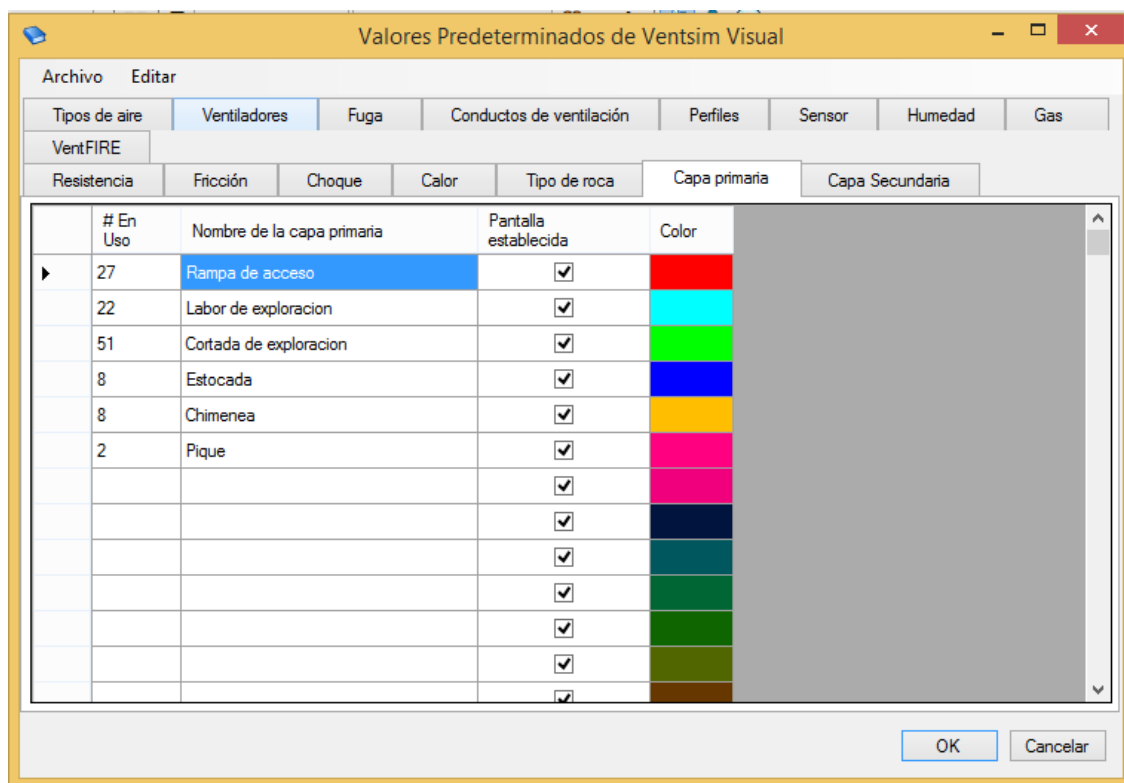 Valores Predeterminados de Ventsim Visual
Archivo Editar
Tipos de aire Ventiladores Fuga Conductos de ventilación Perfiles Sensor Humedad Gas
VentFIRE
Resistencia Fricción Choque Calor Tipo de roca Capa primaria Capa Secundaria
# En
Uso
Nombre de la capa primaria
Pantalla
establecida
Color
27 Rampa de acceso
22 Labor de exploracion
51 Cortada de exploracion
8 Estocada
8 Chimenea
2 Pique
OK Cancelar